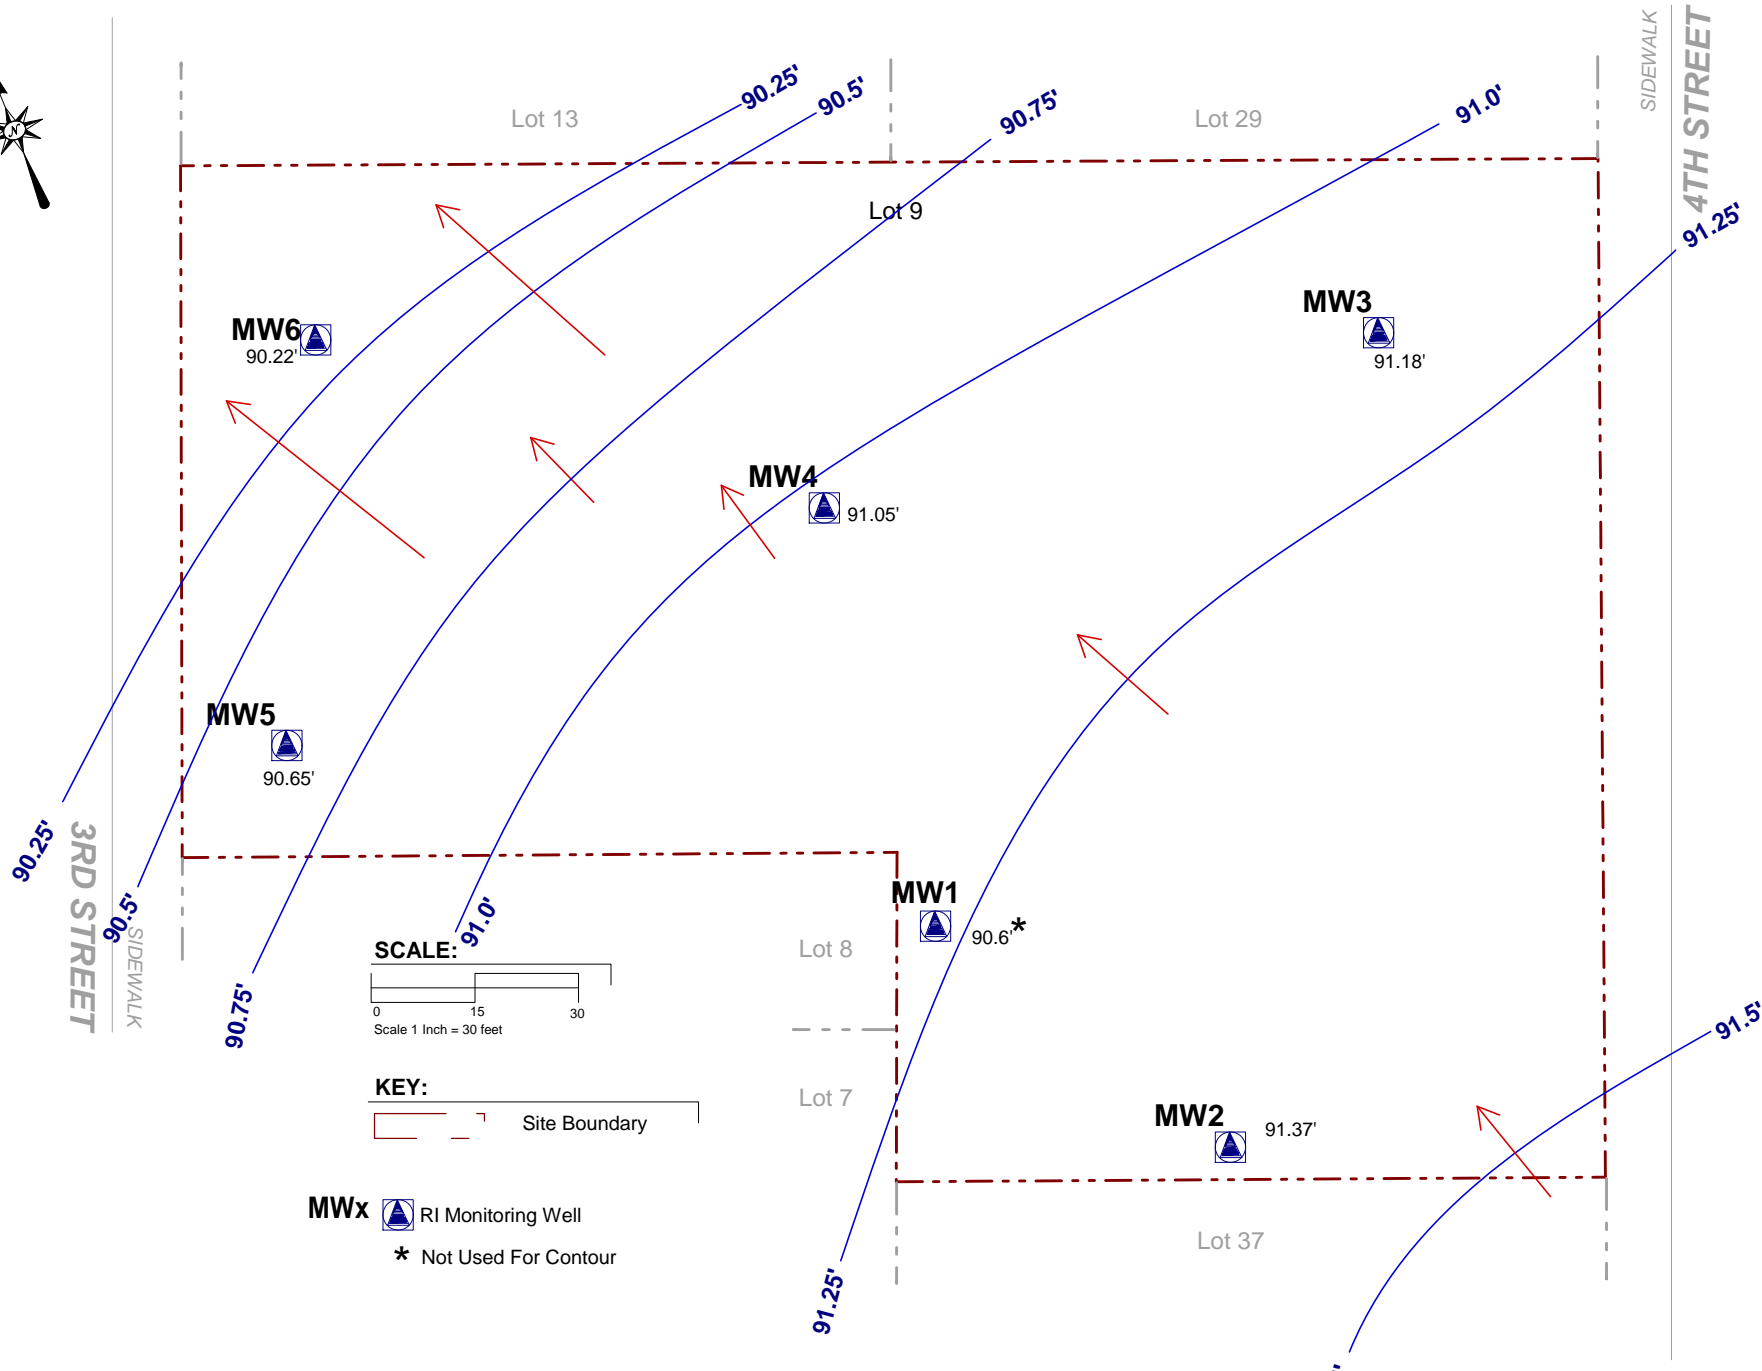 SIDEWALK
4TH STREET
90.25'
90.5'
90.75'
91.0'
Lot 13
Lot 29
N
Lot 9
91.25'
MW3
91.18'
MW6
90.22'
MW4
91.05'
MW5
90.65'
90.25'
3RD STREET
SIDEWALK
90.5'
90.75'
91.0'
MW1
90.6'*
Lot 8
SCALE:
0 15 30
Scale 1 Inch = 30 feet
KEY:
Site Boundary
Lot 7
91.5'
MW2
91.37'
MWx RI Monitoring Well
* Not Used For Contour
Lot 37
91.25'